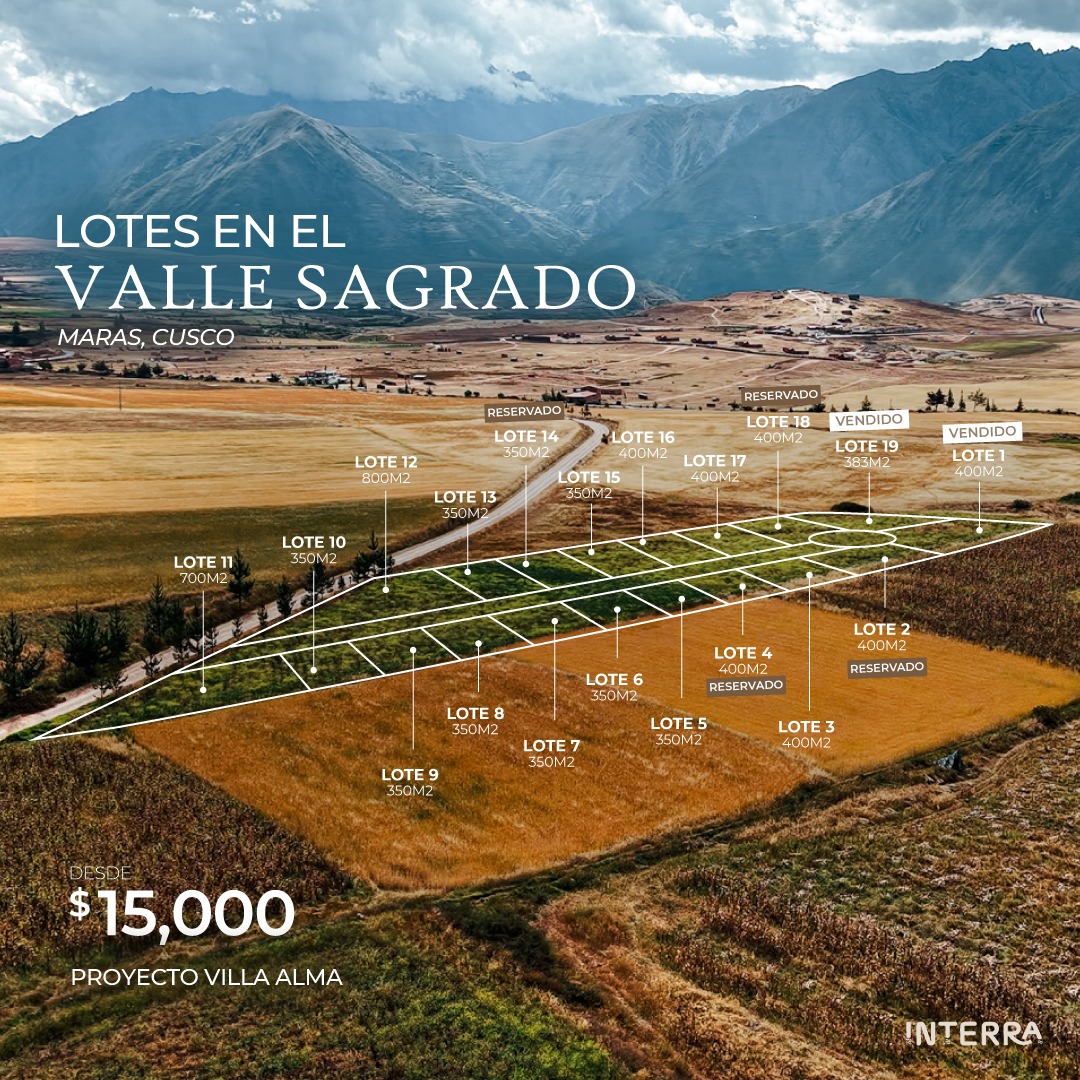 LOTES EN EL
VALLE SAGRADO
MARAS, CUSCO
RESERVADO
LOTE 18
400M2
VENDIDO
LOTE 19
383M2
VENDIDO
LOTE 1
400M2
RESERVADO
LOTE 14
350M2
LOTE 16
400M2
LOTE 12
800M2
LOTE 17
400M2
LOTE 13
350M2
LOTE 15
350M2
LOTE 10
350M2
LOTE 11
700M2
LOTE 2
400M2
RESERVADO
LOTE 4
400M2
RESERVADO
LOTE 6
350M2
LOTE 8
350M2
LOTE 5
350M2
LOTE 3
400M2
LOTE 7
350M2
LOTE 9
350M2
DESDE
$15,000
PROYECTO VILLA ALMA
INTERRA